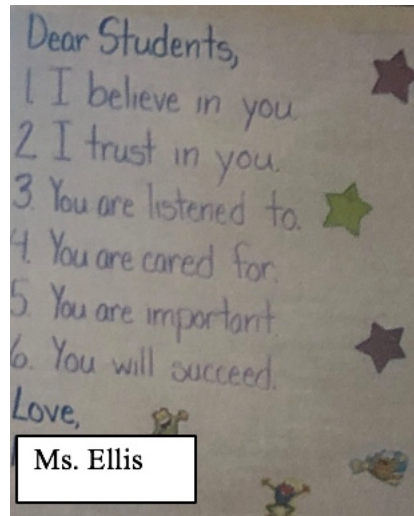 Dear Students,
1 I believe in you.
2 I trust in you.
3. You are listened to.
4. You are cared for.
5. You are important.
6. You will succeed.
Love,
Ms. Ellis